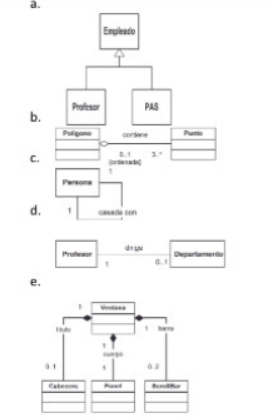 a.
Empleado
Profesor PAS
b.
Polígono contiene Punto
0..1 3..*
{ordenada}
c.
1
Persona
d.
1 casada con
dirige
Profesor Departamento
1 0..1
e.
1 Ventana
título 1 barra
1
cuerpo
0..1 1 0..2
Cabecera Panel ScrollBar